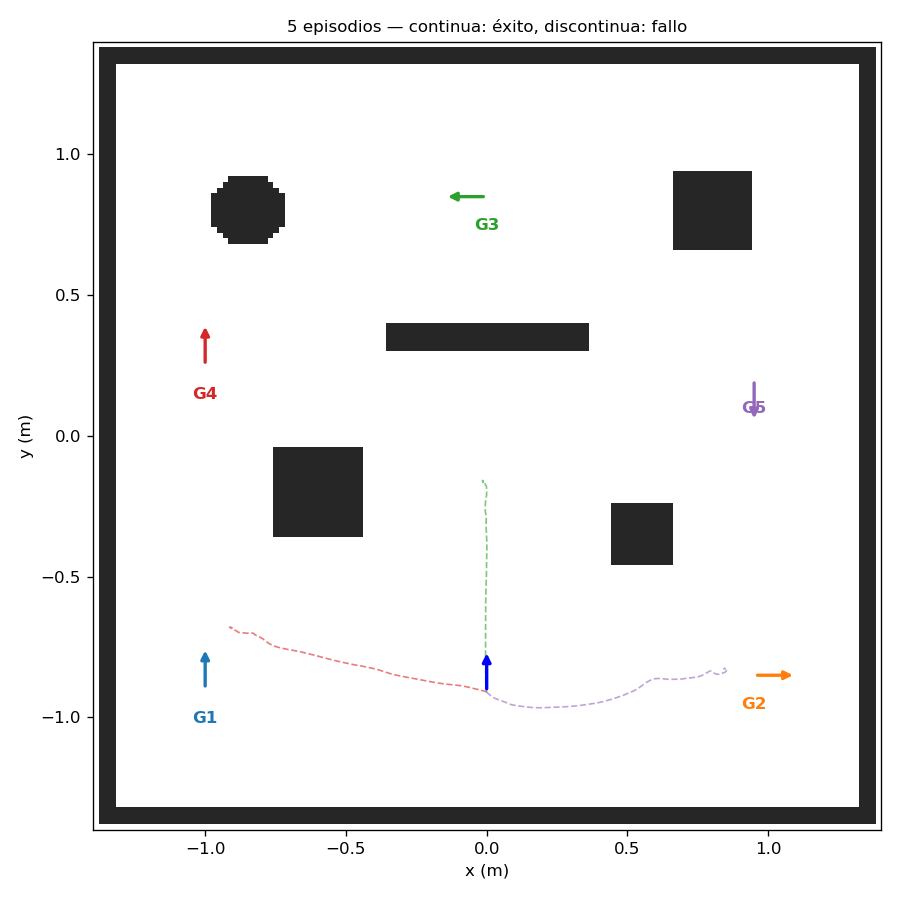 5 episodios — continua: éxito, discontinua: fallo
1.0
0.5
0.0
−0.5
−1.0
y (m)
G3
G4
G5
G1
G2
−1.0
−0.5
0.0
0.5
1.0
x (m)